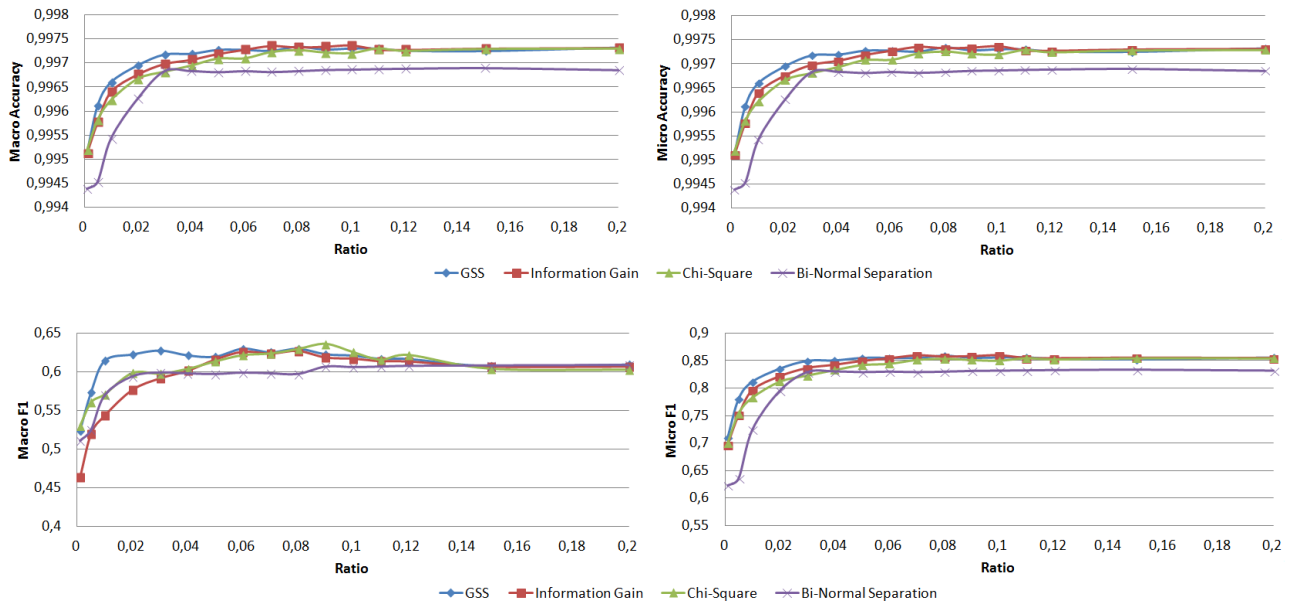 Macro Accuracy
0,998
0,9975
0,997
0,9965
0,996
0,9955
0,995
0,9945
0,994
0 0,02 0,04 0,06 0,08 0,1 0,12 0,14 0,16 0,18 0,2
Ratio
Micro Accuracy
0,998
0,9975
0,997
0,9965
0,996
0,9955
0,995
0,9945
0,994
0 0,02 0,04 0,06 0,08 0,1 0,12 0,14 0,16 0,18 0,2
Ratio
GSS Information Gain Chi-Square Bi-Normal Separation
Macro F1
0,65
0,6
0,55
0,5
0,45
0,4
0 0,02 0,04 0,06 0,08 0,1 0,12 0,14 0,16 0,18 0,2
Ratio
Micro F1
0,9
0,85
0,8
0,75
0,7
0,65
0,6
0,55
0 0,02 0,04 0,06 0,08 0,1 0,12 0,14 0,16 0,18 0,2
Ratio
GSS Information Gain Chi-Square Bi-Normal Separation